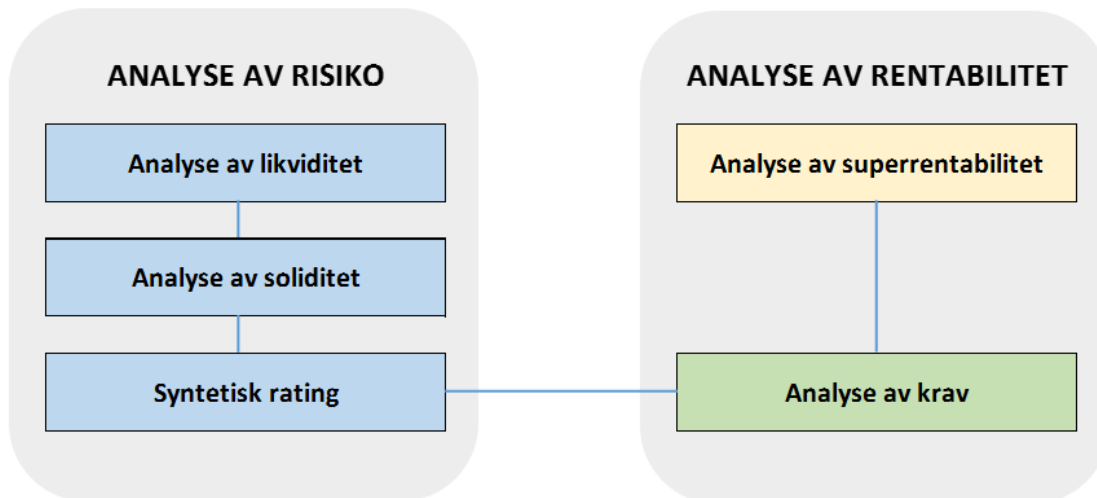 ANALYSE AV RISIKO
Analyse av likviditet
Analyse av soliditet
Syntetisk rating
ANALYSE AV RENTABILITET
Analyse av superrentabilitet
Analyse av krav